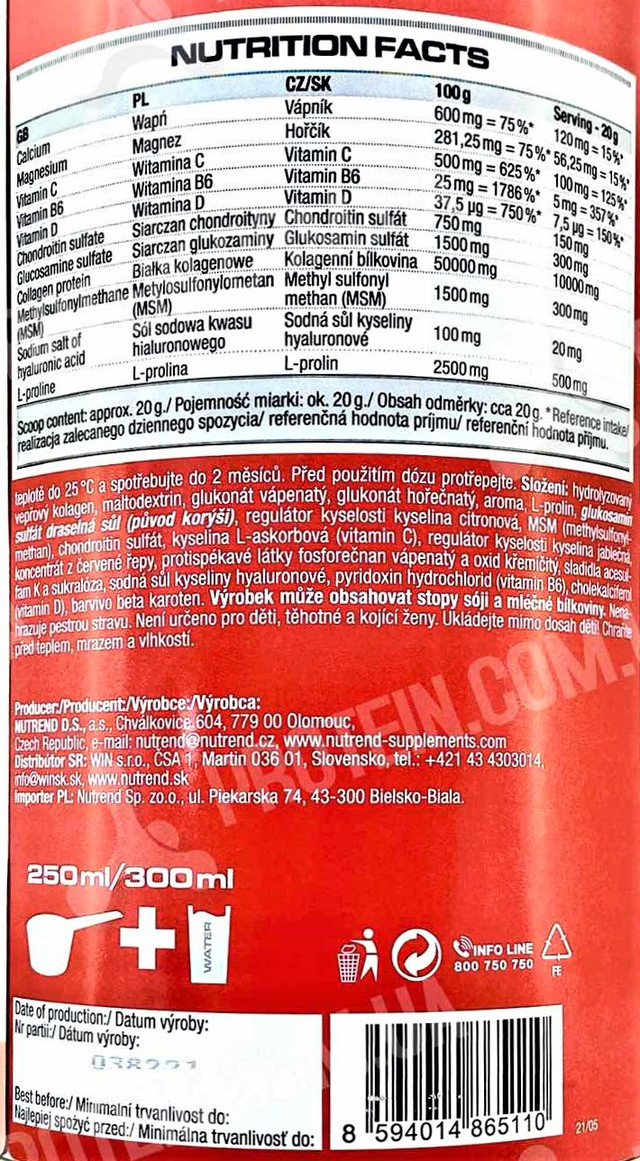 NUTRITION FACTS
GB PL CZ/SK 100 g Serving - 20 g
Calcium Wapń Vápník 600 mg = 75%* 120 mg = 15%*
Magnesium Magnez Hořčík 281,25 mg = 75%* 56,25 mg = 15%*
Vitamin C Witamina C Vitamin C 500 mg = 625%* 100 mg = 125%*
Vitamin B6 Witamina B6 Vitamin B6 25 mg = 1786%* 5 mg = 357%*
Vitamin D Witamina D Vitamin D 37,5 µg = 750%* 7,5 µg = 150%*
Chondroitin sulfate Siarczan chondroityny Chondroitin sulfát 750 mg 150 mg
Glucosamine sulfate Siarczan glukozaminy Glukosamin sulfát 1500 mg 300 mg
Collagen protein Białka kolagenowe Kolagenní bílkovina 50000 mg 10000 mg
Methylsulfonylmethane Metylosulfonylometan Methyl sulfonyl 1500 mg 300 mg
(MSM) (MSM) methan (MSM)
Sodium salt of Sól sodowa kwasu Sodná sůl kyseliny 100 mg 20 mg
hyaluronic acid hialuronowego hyaluronové
L-proline L-prolina L-prolin 2500 mg 500 mg
Scoop content: approx. 20 g./ Pojemność miarki: ok. 20 g./ Obsah odměrky: cca 20 g. *Reference intake/
realizacja zalecanego dziennego spozycia/ referenčná hodnota príjmu/ referenční hodnota příjmu.
teplotě do 25 °C a spotřebujte do 2 měsíců. Před použitím dózu protřepejte. Složení: hydrolyzovaný
vepřový kolagen, maltodextrin, glukonát vápenatý, glukonát hořečnatý, aroma, L-prolin, glukosamin
sulfát draselná sůl (původ korýši), regulátor kyselosti kyselina citronová, MSM (methylsulfonyl-
methan), chondroitin sulfát, kyselina L-askorbová (vitamin C), regulátor kyselosti kyselina jablečná,
koncentrát z červené řepy, protispékavé látky fosforečnan vápenatý a oxid křemičitý, sladidla acesul-
fam K a sukralóza, sodná sůl kyseliny hyaluronové, pyridoxin hydrochlorid (vitamin B6), cholekalciferol
(vitamin D), barvivo beta karoten. Výrobek může obsahovat stopy sóji a mléčné bílkoviny. Nena-
hrazuje pestrou stravu. Není určeno pro děti, těhotné a kojící ženy. Ukládejte mimo dosah dětí! Chraňte
před teplem, mrazem a vlhkostí.
Producer:/Producent:/Výrobce:/Výrobca:
NUTREND D.S., a.s., Chválkovice 604, 779 00 Olomouc,
Czech Republic, e-mail: nutrend@nutrend.cz, www.nutrend-supplements.com
Distribútor SR: WIN s.r.o., ČSA 1, Martin 036 01, Slovensko, tel.: +421 43 4303014,
info@winsk.sk, www.nutrend.sk
Importer PL: Nutrend Sp. zo.o., ul. Piekarska 74, 43-300 Bielsko-Biala.
250 ml/300 ml
WATER
INFO LINE
800 750 750
FE
Date of production:/ Datum výroby:
Nr partii:/ Dátum výroby:
Best before:/ Minimalní trvanlivost do:
Najlepiej spożyć przed:/ Minimálna trvanlivosť do:
8 594014 865110
21/05